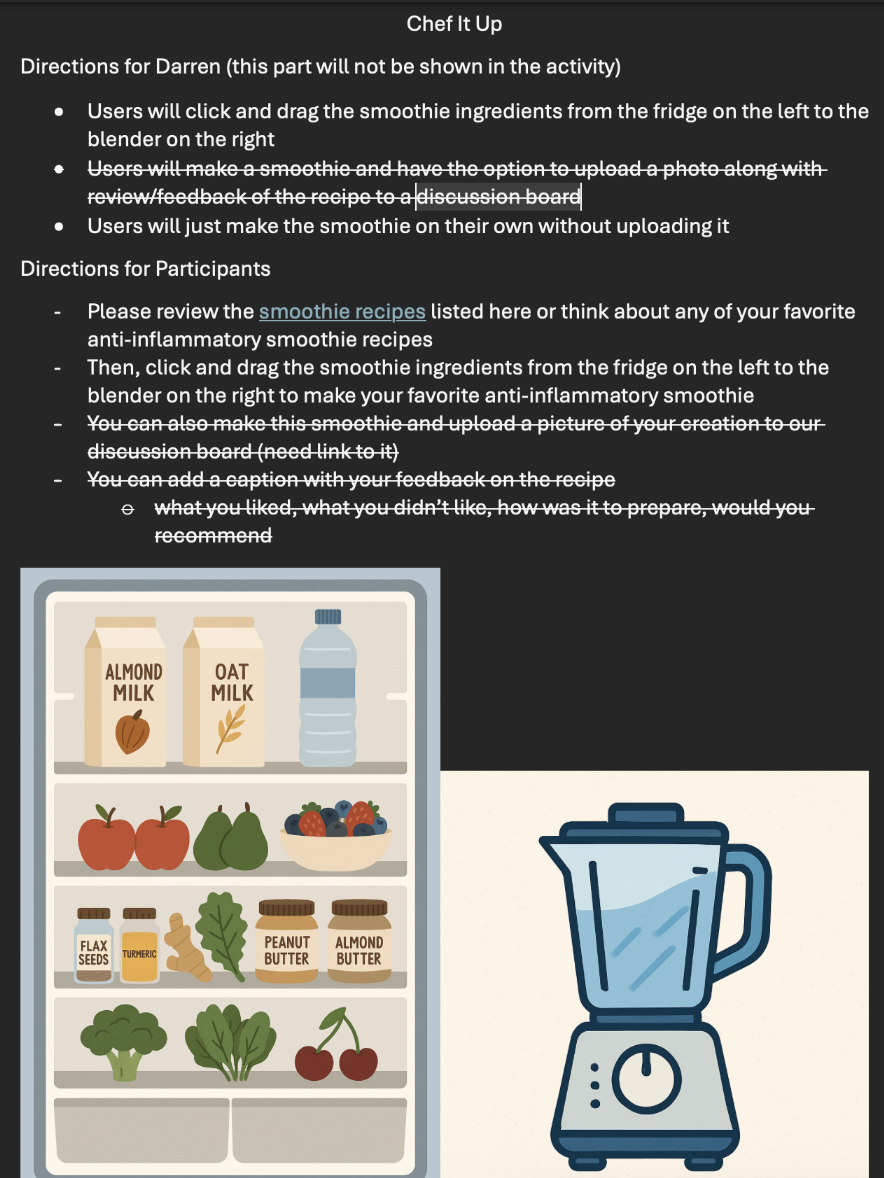 Chef It Up
Directions for Darren (this part will not be shown in the activity)
• Users will click and drag the smoothie ingredients from the fridge on the left to the
blender on the right
• Users will make a smoothie and have the option to upload a photo along with
review/feedback of the recipe to a discussion board
• Users will just make the smoothie on their own without uploading it
Directions for Participants
- Please review the smoothie recipes listed here or think about any of your favorite
anti-inflammatory smoothie recipes
- Then, click and drag the smoothie ingredients from the fridge on the left to the
blender on the right to make your favorite anti-inflammatory smoothie
- You can also make this smoothie and upload a picture of your creation to our
discussion board (need link to it)
- You can add a caption with your feedback on the recipe
o what you liked, what you didn’t like, how was it to prepare, would you
recommend
ALMOND
MILK
OAT
MILK
FLAX
SEEDS
TURMERIC
PEANUT
BUTTER
ALMOND
BUTTER